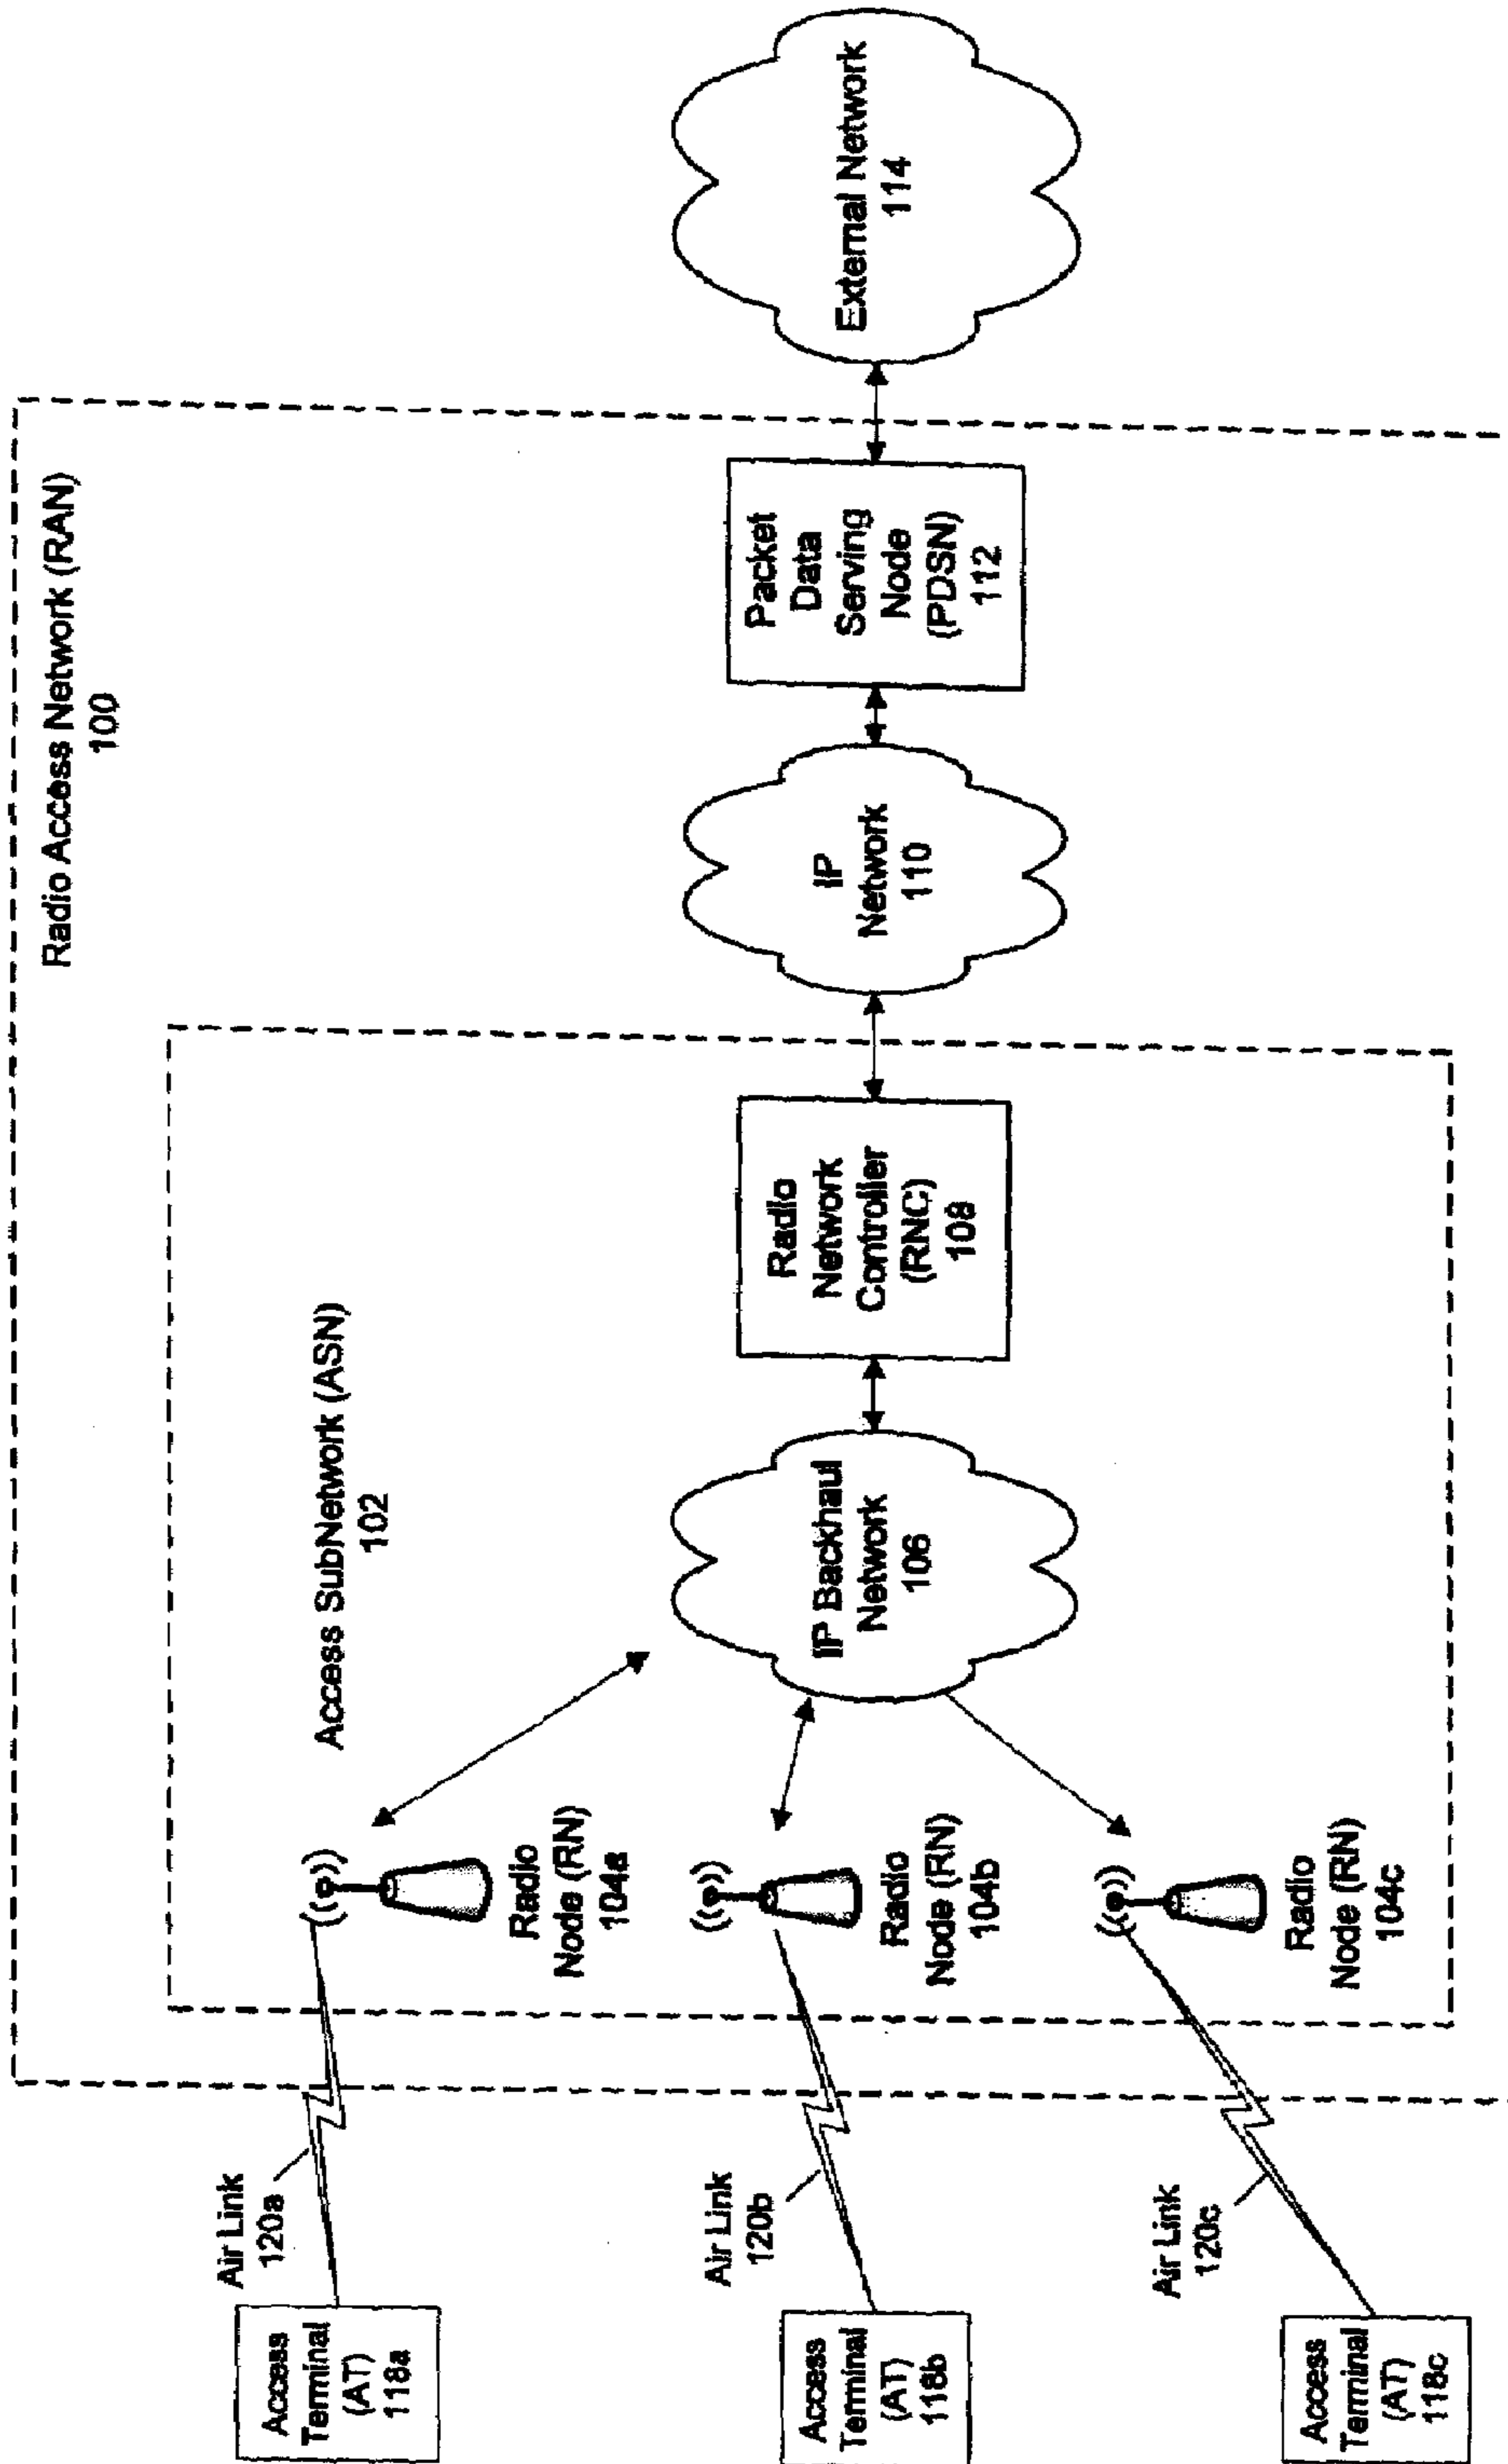 Radio Access Network (RAN)
100
Access SubNetwork (ASN)
102
Air Link
120a
Access
Terminal
(AT)
118a
Radio
Node (RN)
104a
Air Link
120b
Access
Terminal
(AT)
118b
Radio
Node (RN)
104b
Air Link
120c
Access
Terminal
(AT)
118c
Radio
Node (RN)
104c
IP Backhaul
Network
106
Radio
Network
Controller
(RNC)
108
IP
Network
110
Packet
Data
Serving
Node
(PDSN)
112
External Network
114